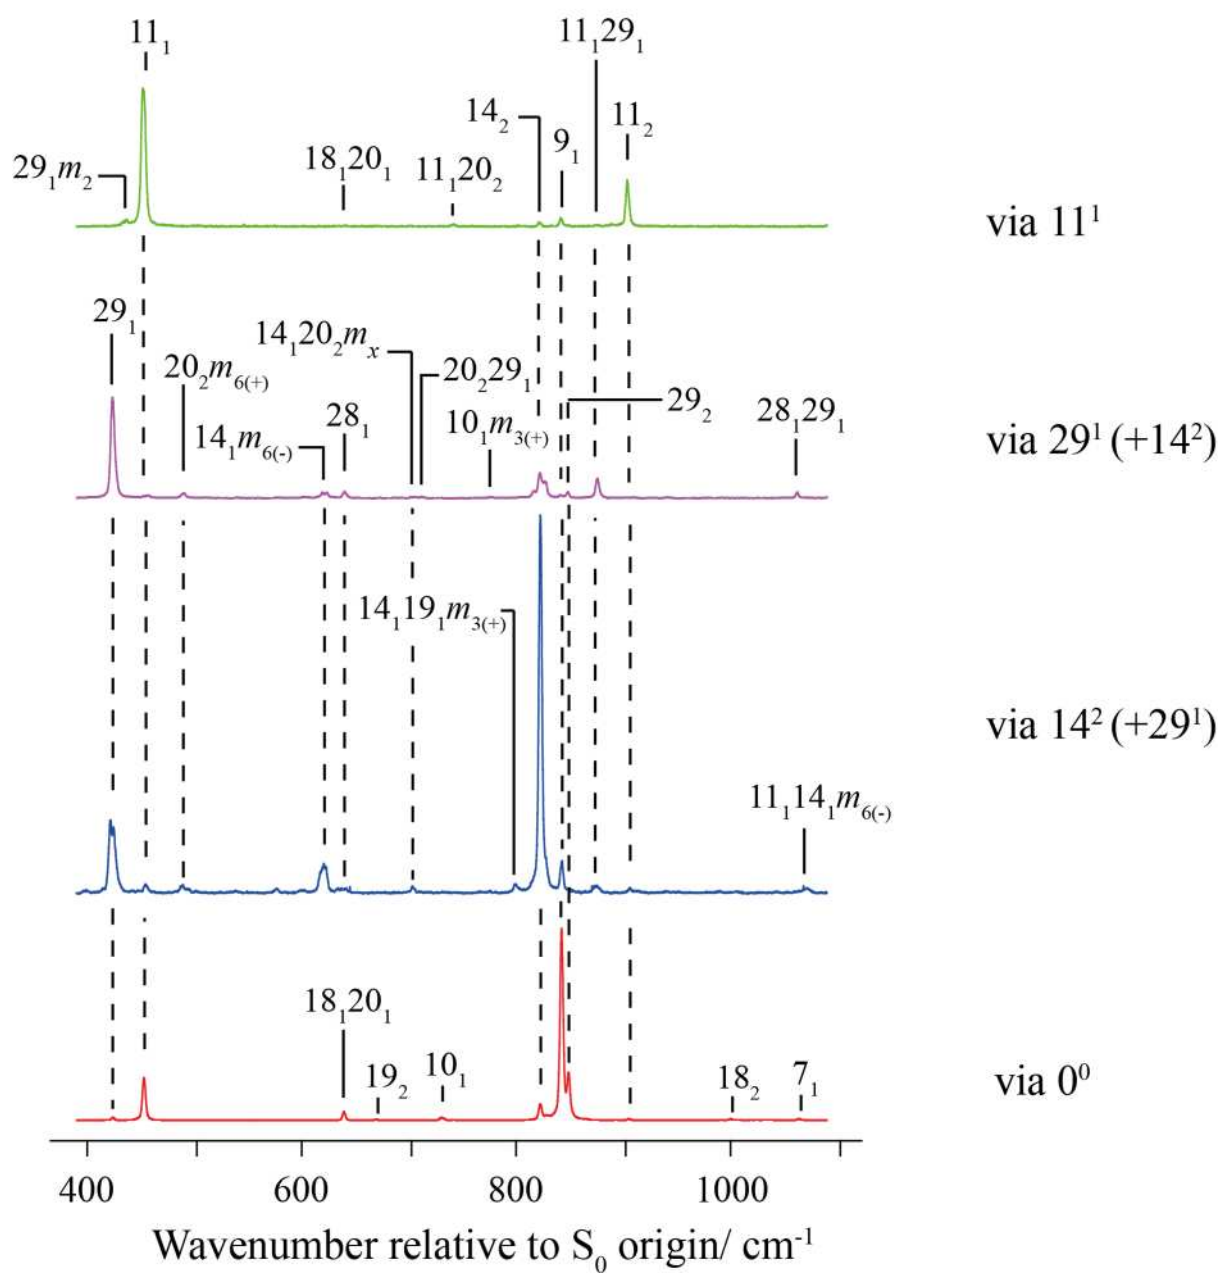 11₁
11₁29₁
14₂
11₂
9₁
29₁m₂
18₁20₁
11₁20₂
via 11¹
29₁
14₁20₂mₓ
20₂m₆₍₊₎
20₂29₁
29₂
28₁
10₁m₃₍₊₎
28₁29₁
14₁m₆₍₋₎
via 29¹ (+14²)
14₁19₁m₃₍₊₎
via 14² (+29¹)
11₁14₁m₆₍₋₎
18₁20₁
19₂
10₁
18₂
7₁
via 0⁰
400 600 800 1000
Wavenumber relative to S₀ origin/ cm⁻¹